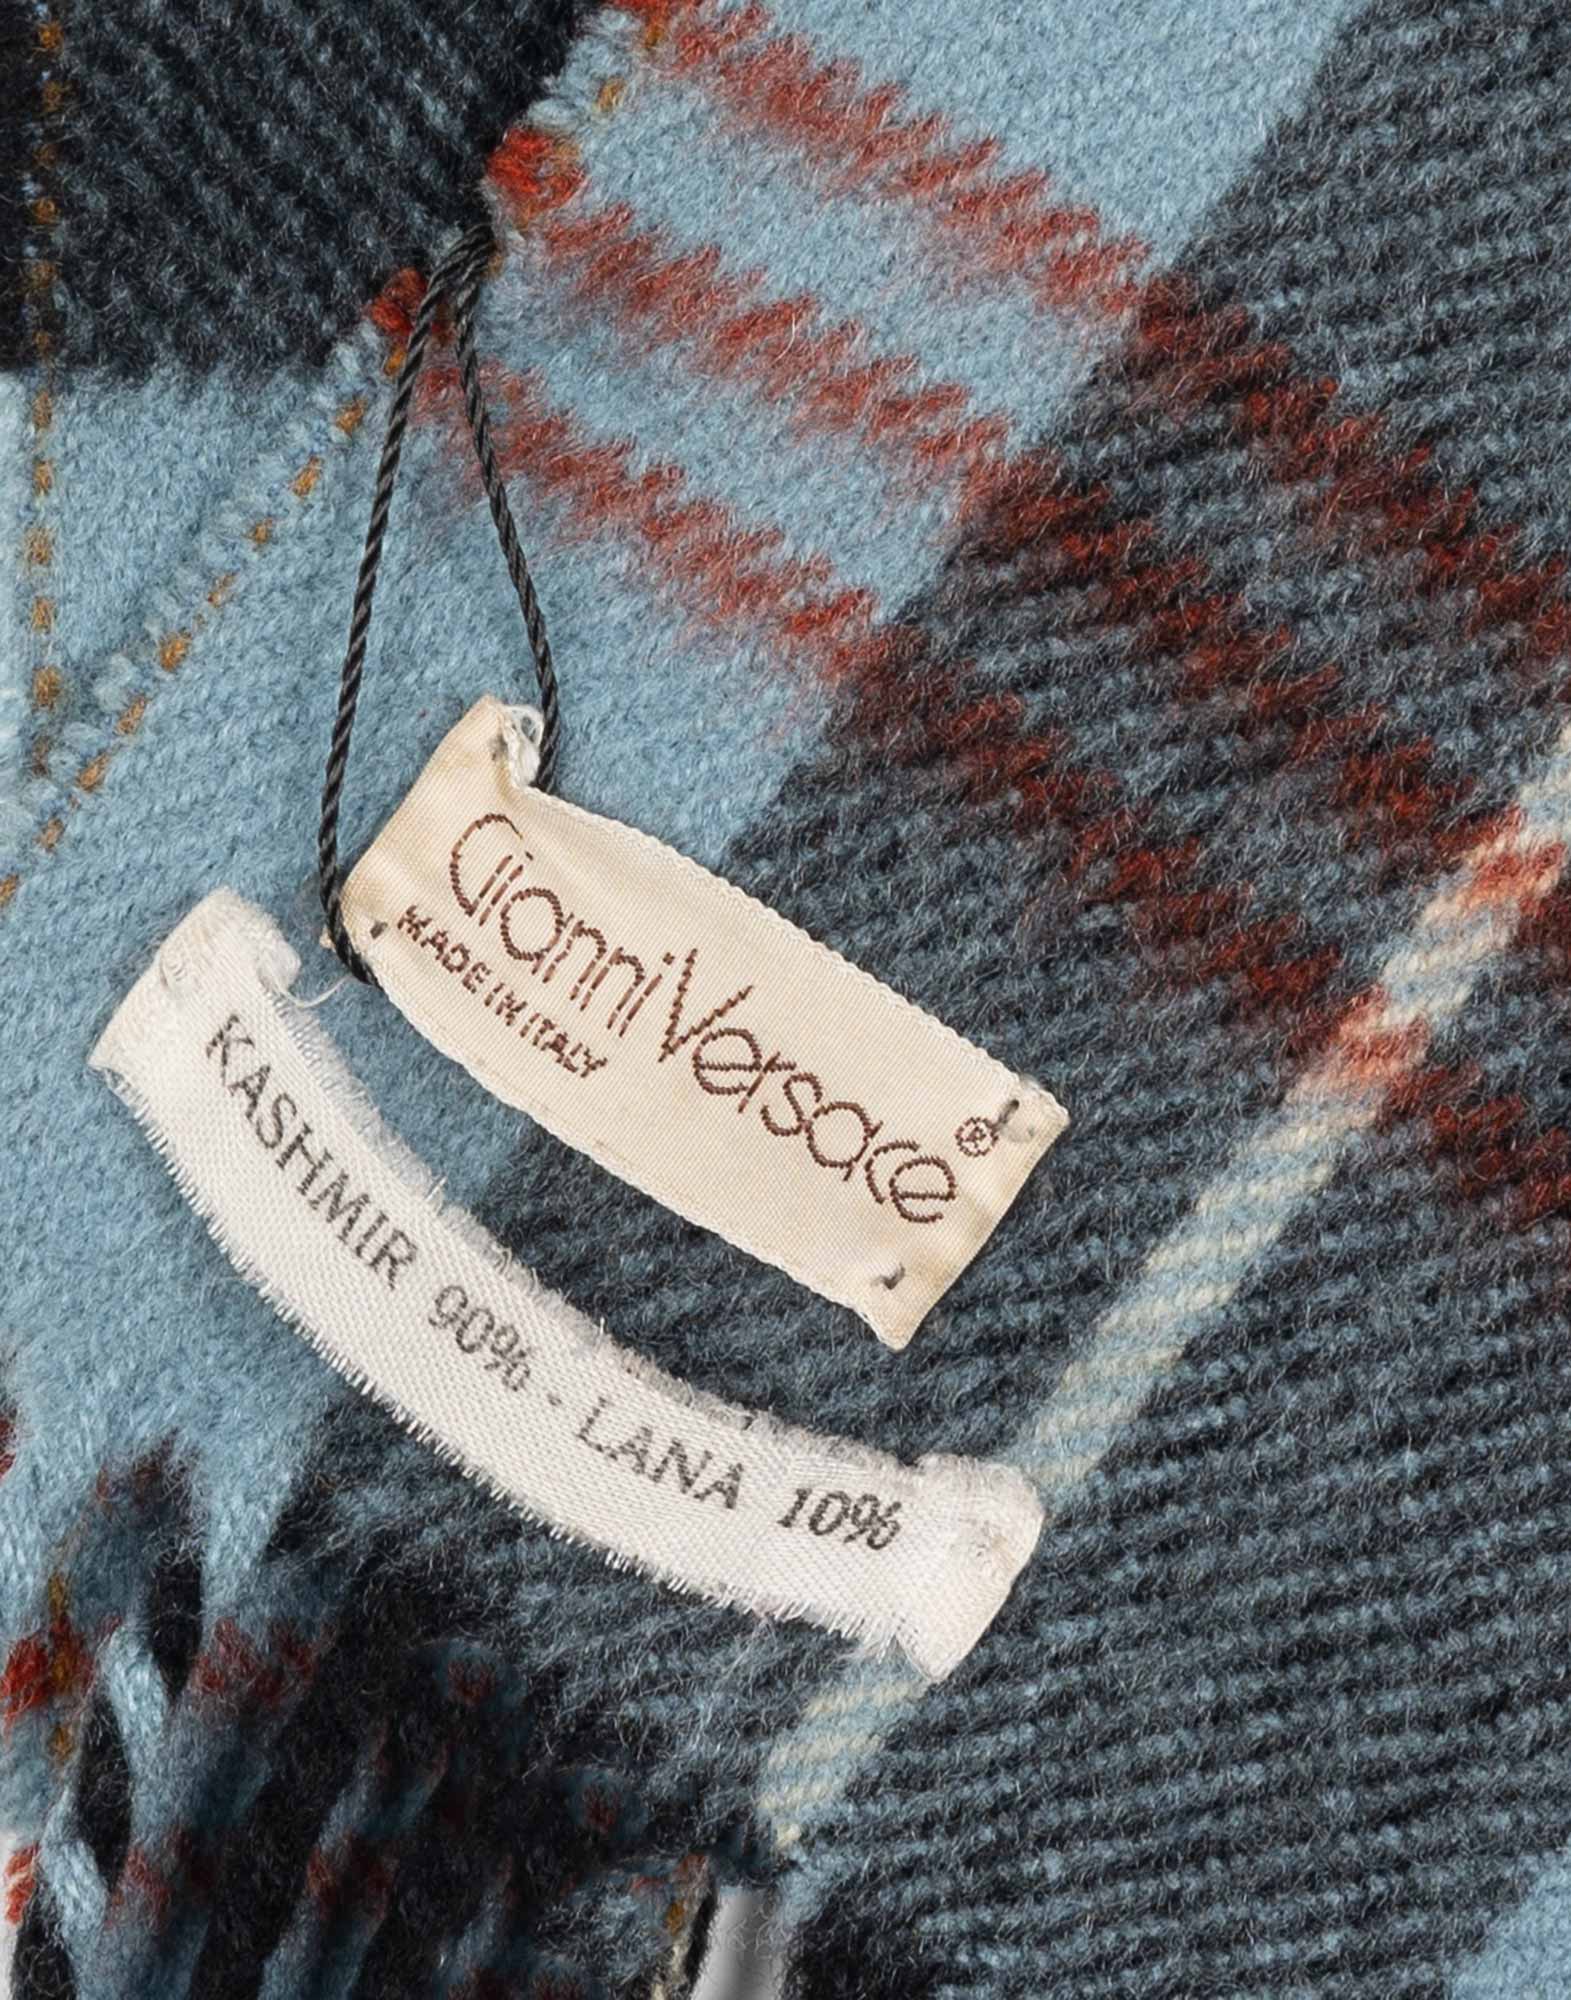 Gianni Versace ®
MADE IN ITALY
KASHMIR 90% - LANA 10%